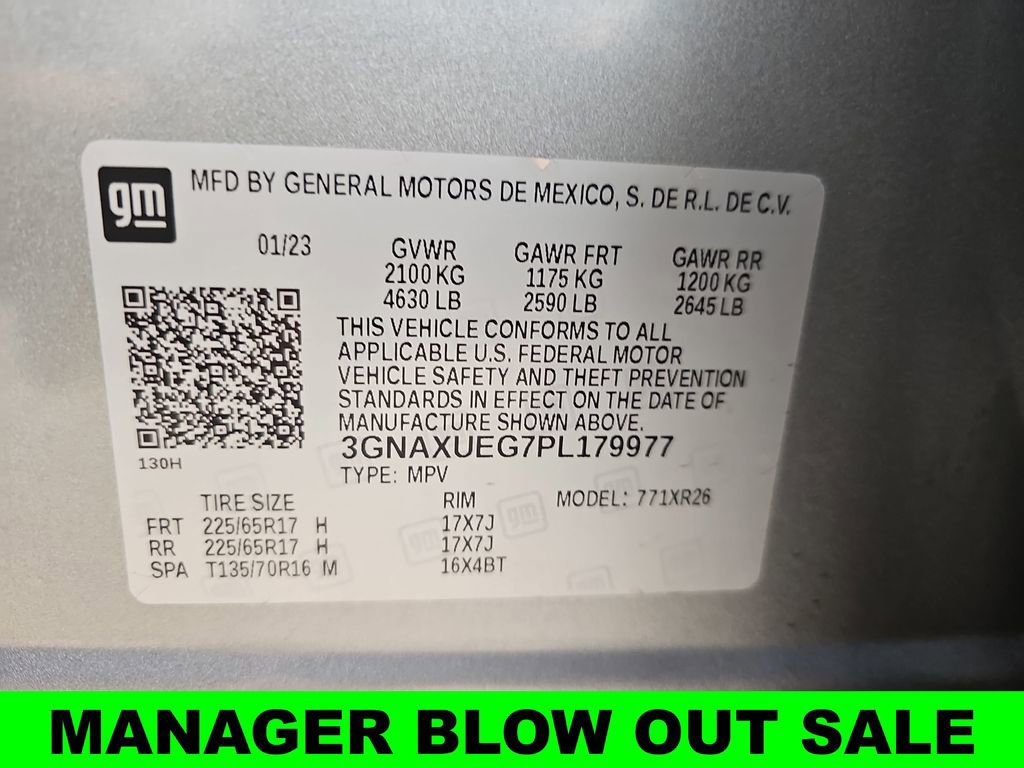 gm
MFD BY GENERAL MOTORS DE MEXICO, S. DE R.L. DE C.V.
01/23 GVWR GAWR FRT GAWR RR
2100 KG 1175 KG 1200 KG
4630 LB 2590 LB 2645 LB
THIS VEHICLE CONFORMS TO ALL
APPLICABLE U.S. FEDERAL MOTOR
VEHICLE SAFETY AND THEFT PREVENTION
STANDARDS IN EFFECT ON THE DATE OF
MANUFACTURE SHOWN ABOVE.
3GNAXUEG7PL179977
130H
TYPE: MPV
TIRE SIZE RIM MODEL: 771XR26
FRT 225/65R17 H 17X7J
RR 225/65R17 H 17X7J
SPA T135/70R16 M 16X4BT
MANAGER BLOW OUT SALE